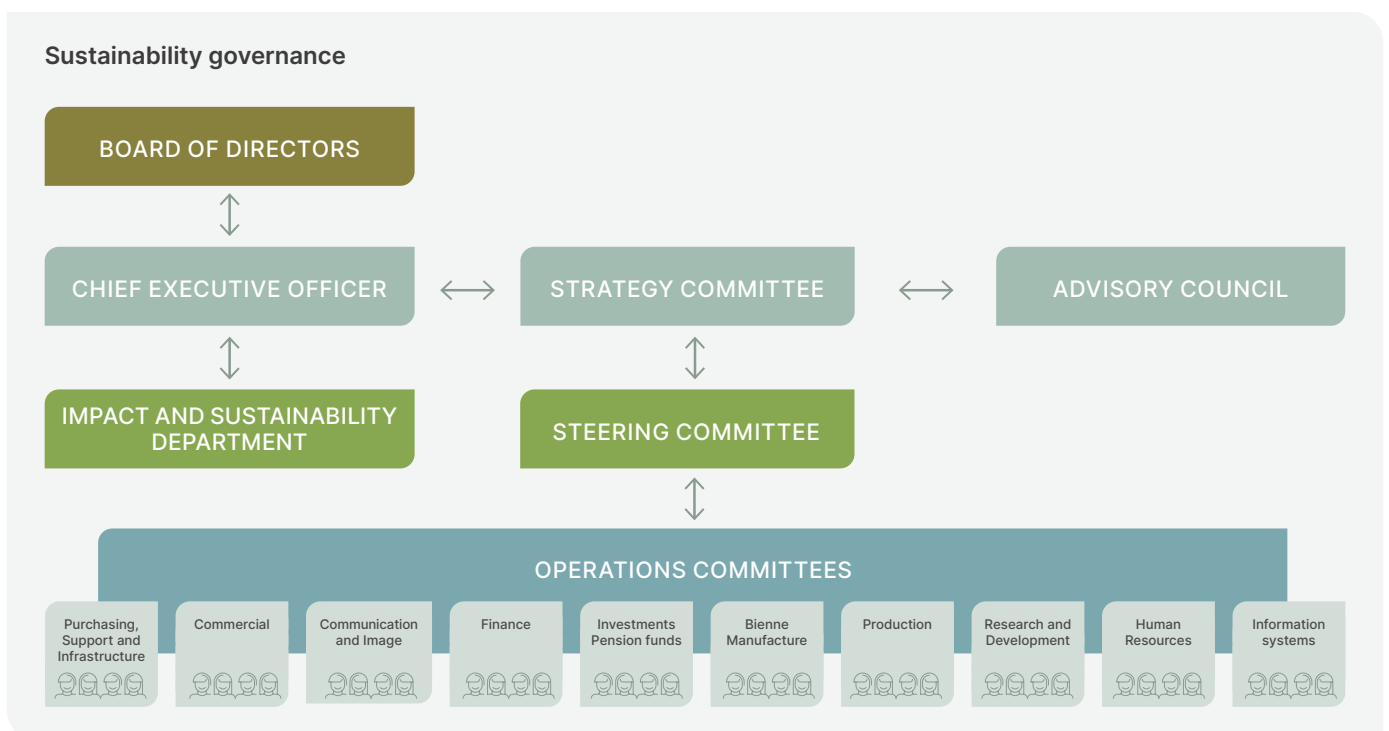 Sustainability governance
BOARD OF DIRECTORS
CHIEF EXECUTIVE OFFICER
STRATEGY COMMITTEE
ADVISORY COUNCIL
IMPACT AND SUSTAINABILITY
DEPARTMENT
STEERING COMMITTEE
OPERATIONS COMMITTEES
Purchasing,
Support and
Infrastructure
Commercial
Communication
and Image
Finance
Investments
Pension funds
Bienne
Manufacture
Production
Research and
Development
Human
Resources
Information
systems